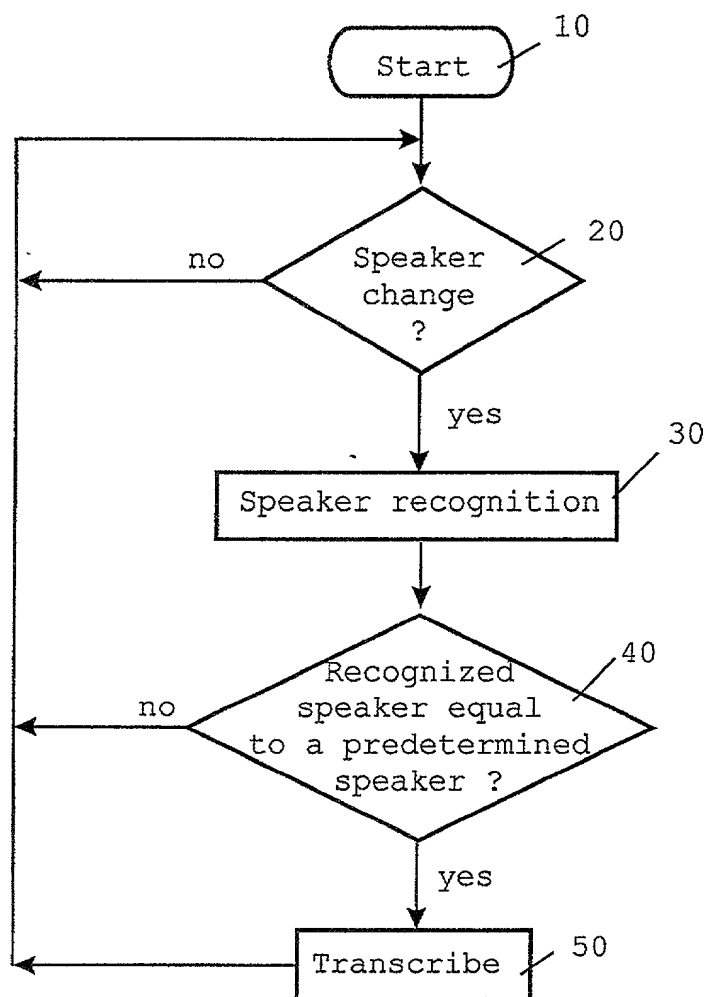 10
Start
20
no
Speaker
change
?
yes
30
Speaker recognition
40
Recognized
no
speaker equal
to a predetermined
speaker ?
yes
50
Transcribe